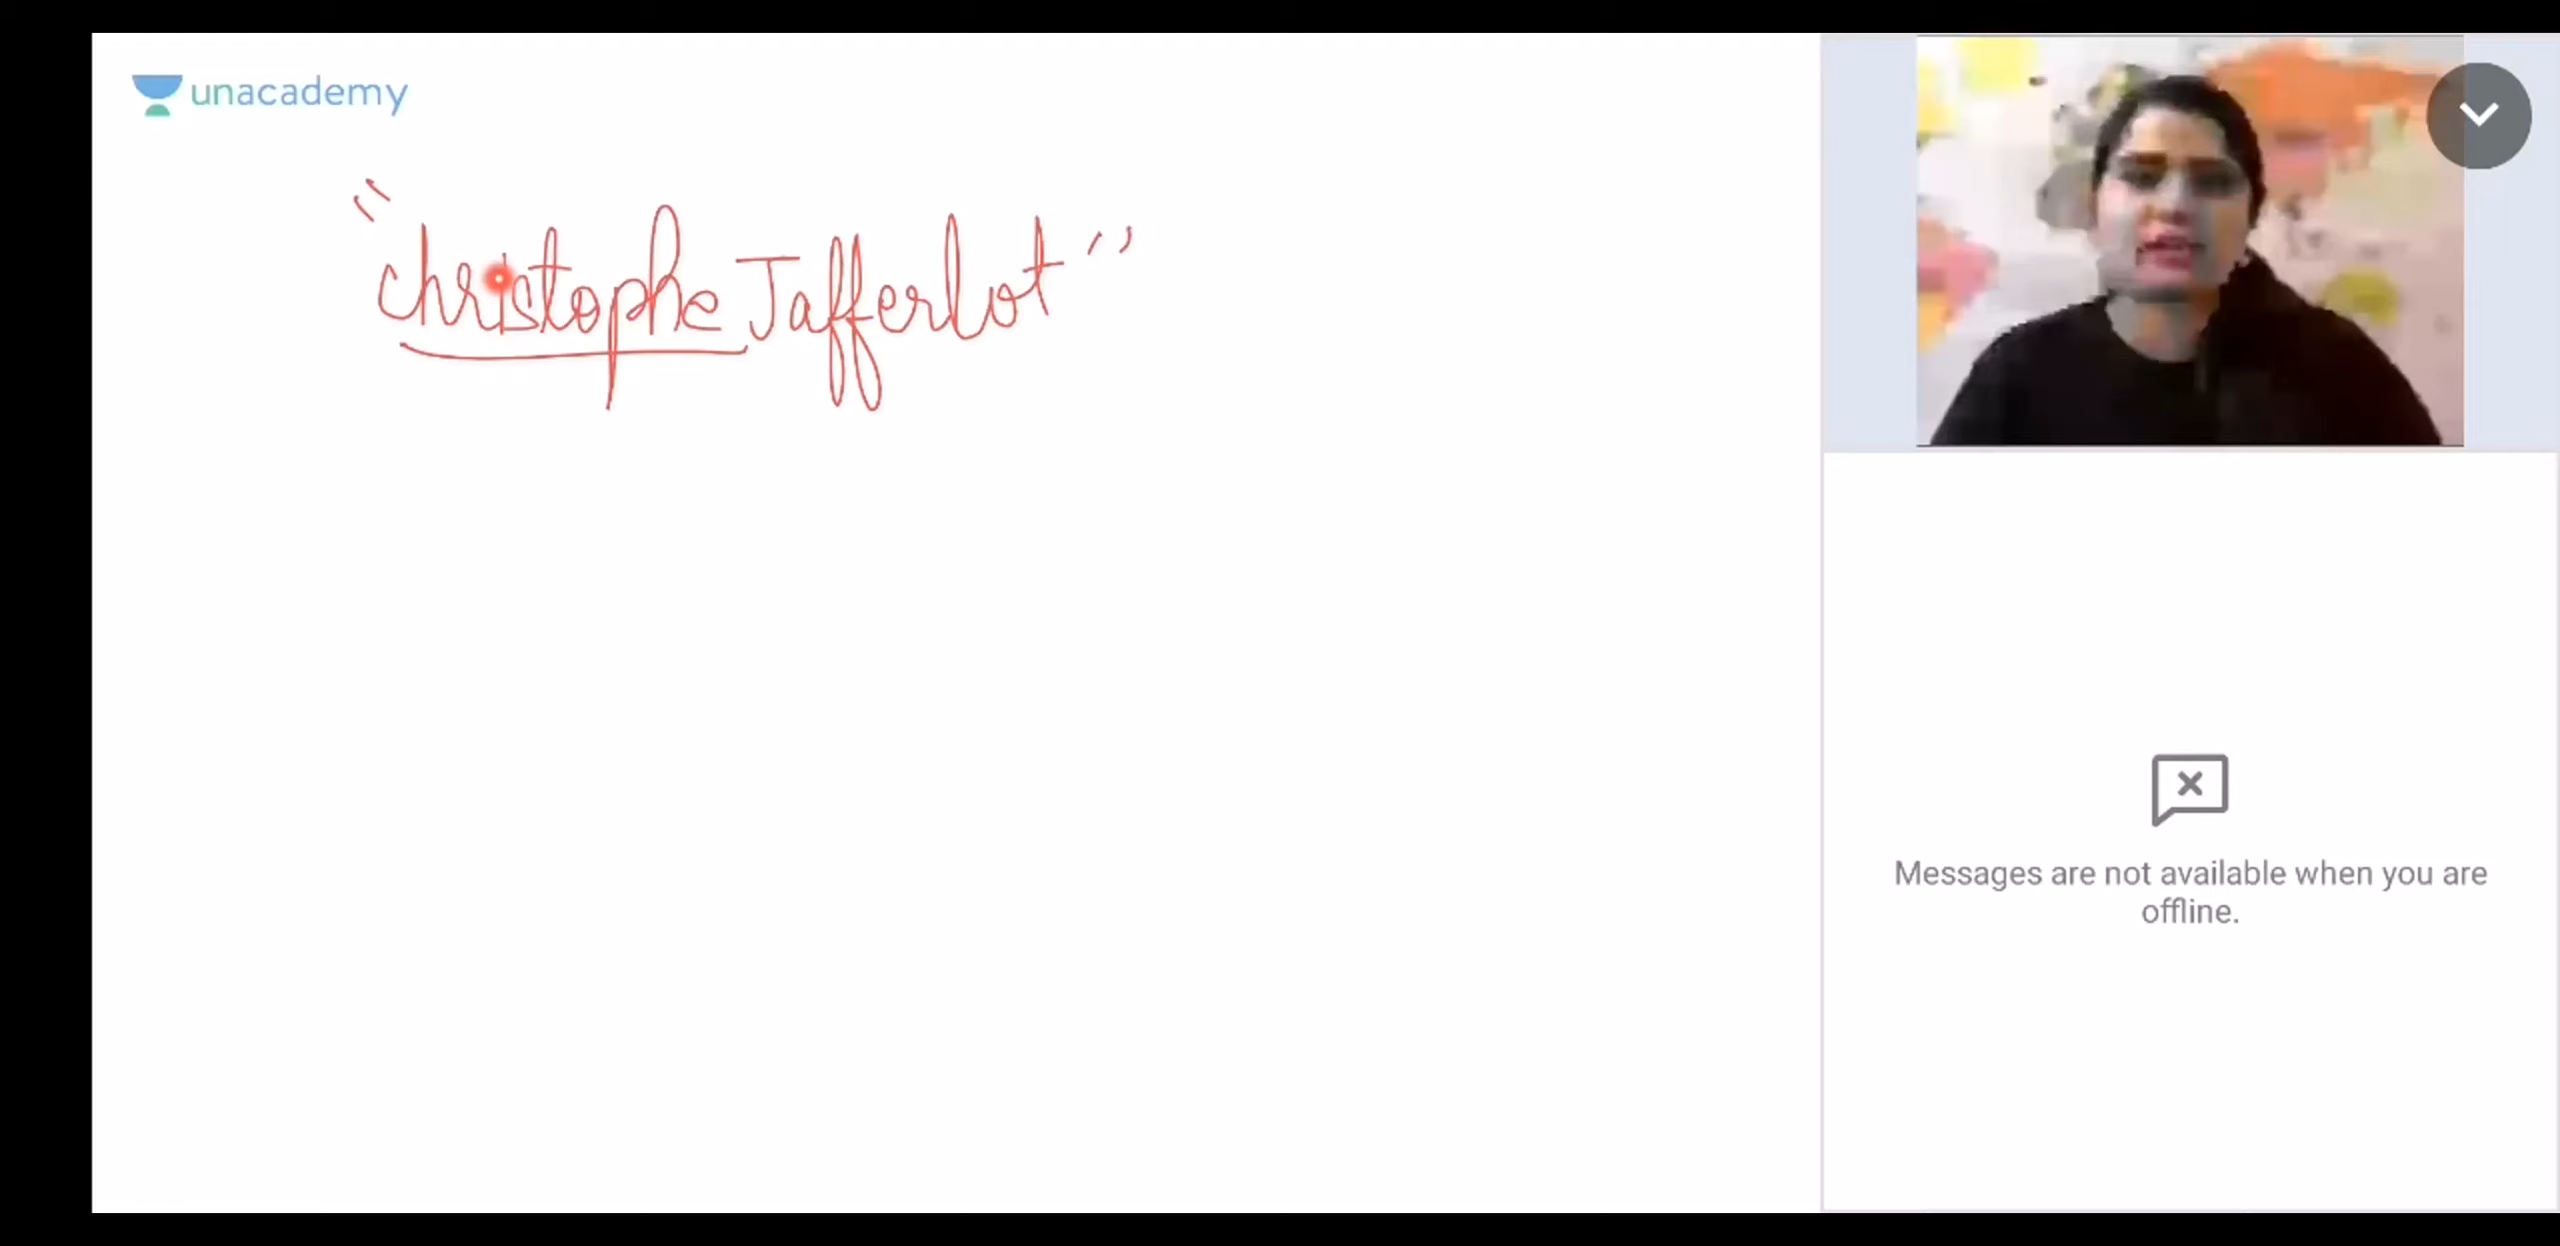 unacademy
"Christophe Jafferlot"
Messages are not available when you are
offline.